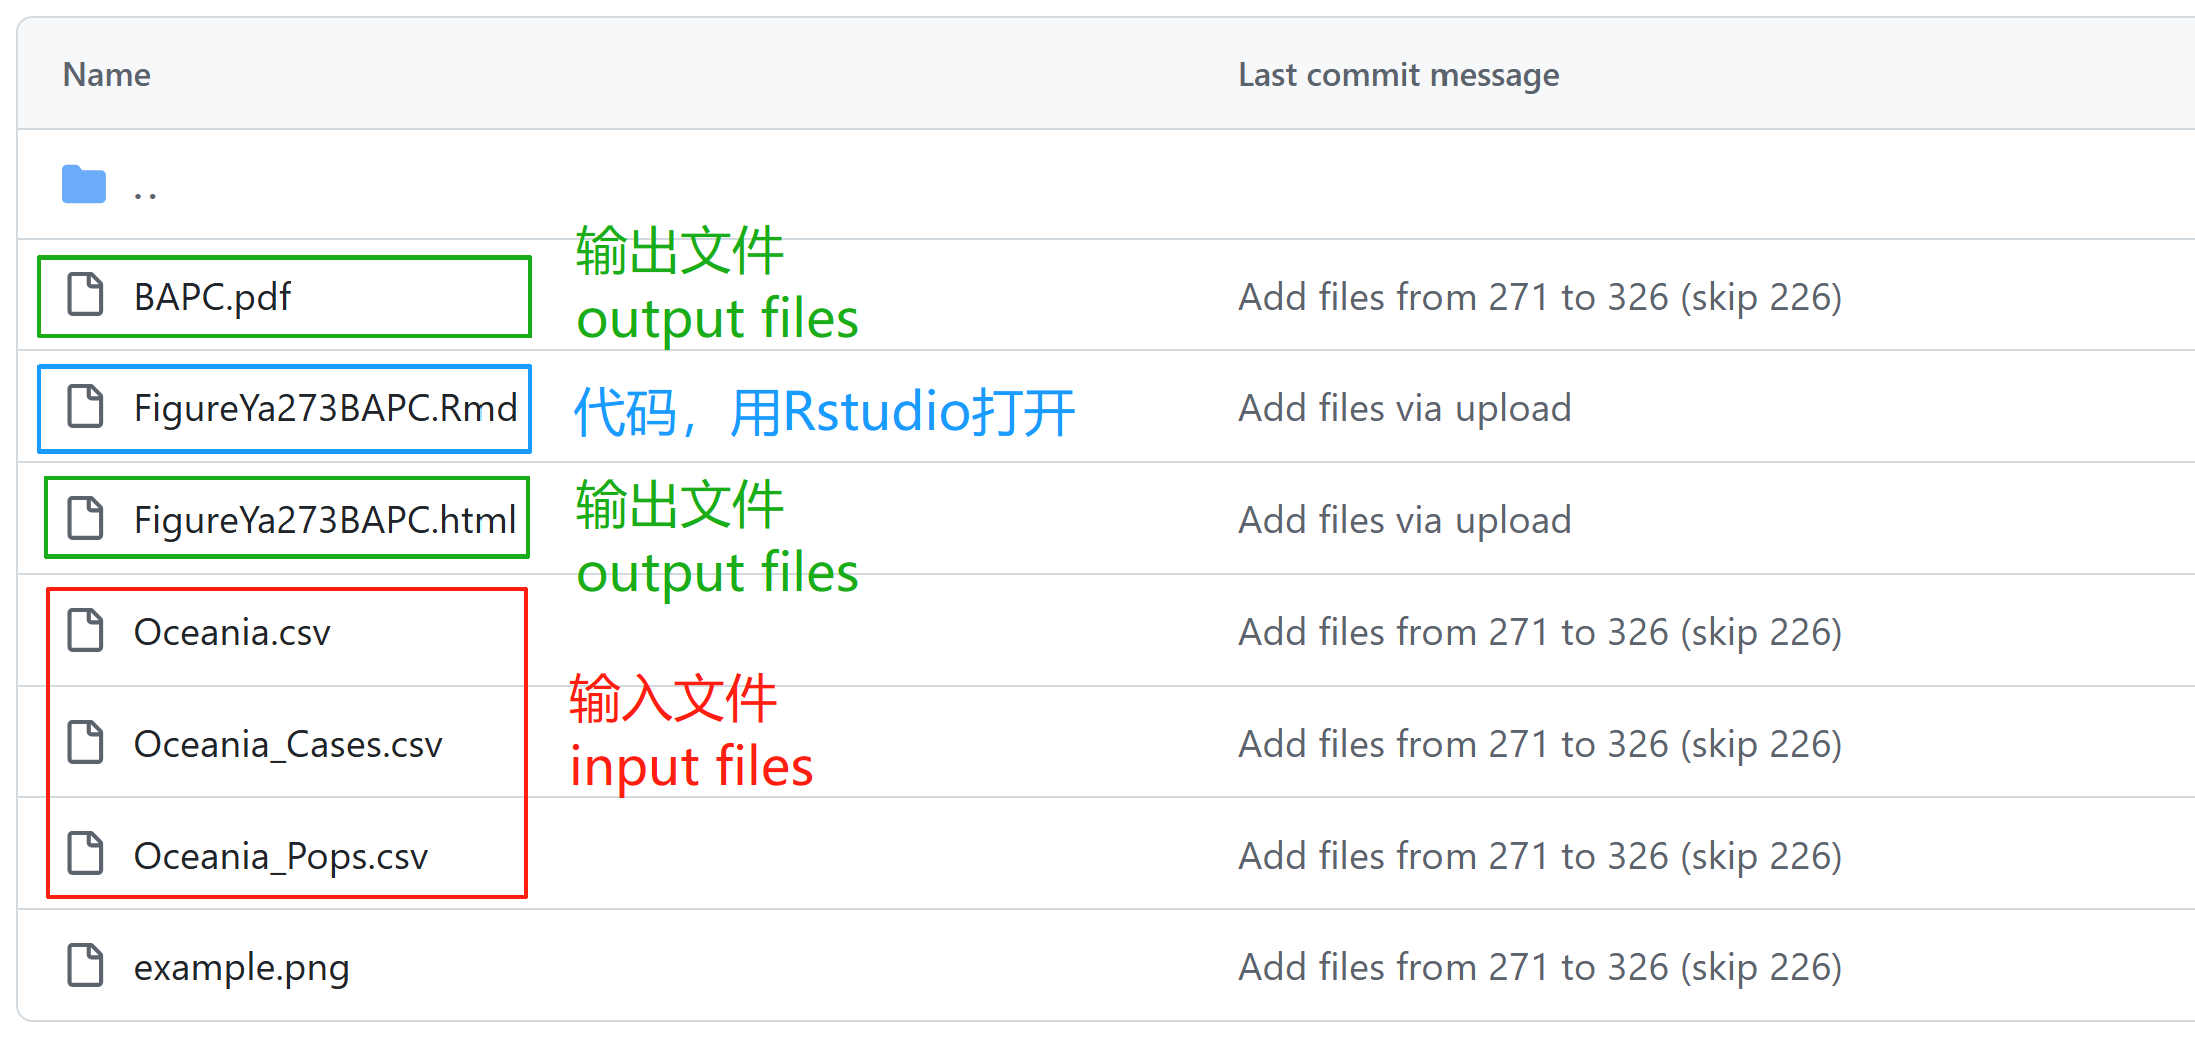 Name
Last commit message
..
BAPC.pdf
输出文件
output files
Add files from 271 to 326 (skip 226)
FigureYa273BAPC.Rmd
代码，用Rstudio打开
Add files via upload
FigureYa273BAPC.html
输出文件
output files
Add files via upload
Oceania.csv
Add files from 271 to 326 (skip 226)
输入文件
input files
Oceania_Cases.csv
Add files from 271 to 326 (skip 226)
Oceania_Pops.csv
Add files from 271 to 326 (skip 226)
example.png
Add files from 271 to 326 (skip 226)